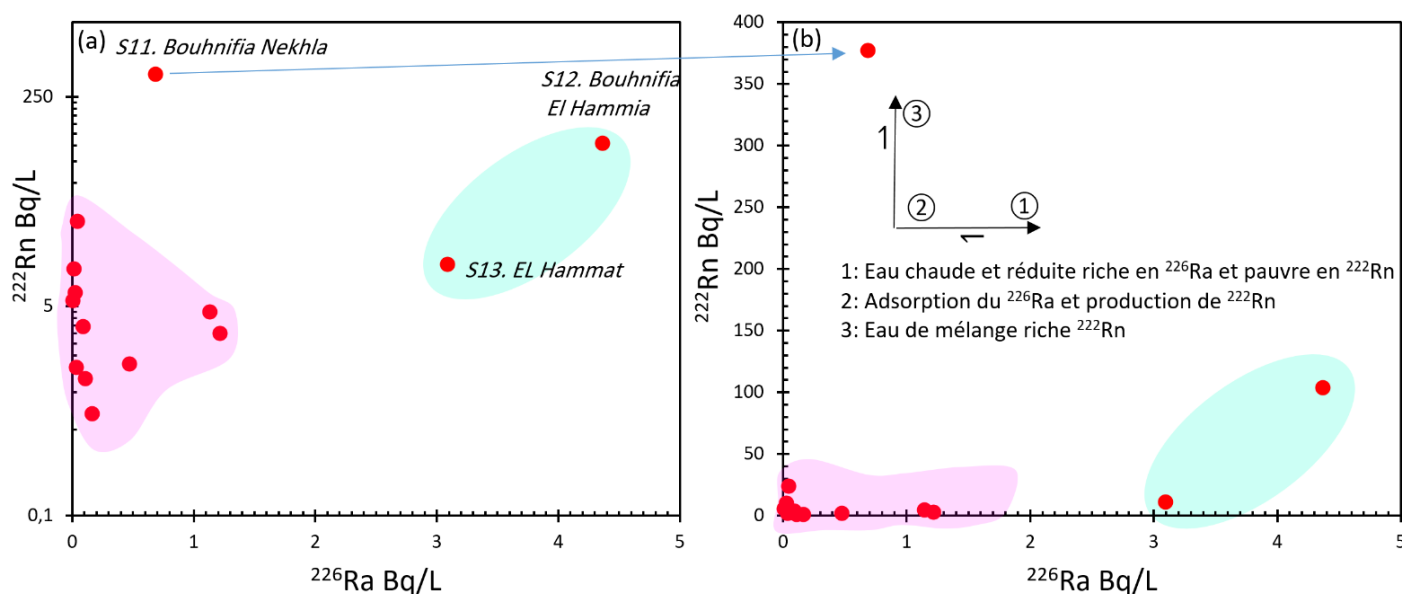 (a)
S11. Bouhnifia Nekhla
S12. Bouhnifia
El Hammia
S13. EL Hammat
250
5
0,1
0 1 2 3 4 5
²²²Rn Bq/L
²²⁶Ra Bq/L
(b)
400
350
300
250
200
150
100
50
0
0 1 2 3 4 5
²²²Rn Bq/L
²²⁶Ra Bq/L
3
1
2
1
1
1: Eau chaude et réduite riche en ²²⁶Ra et pauvre en ²²²Rn
2: Adsorption du ²²⁶Ra et production de ²²²Rn
3: Eau de mélange riche ²²²Rn